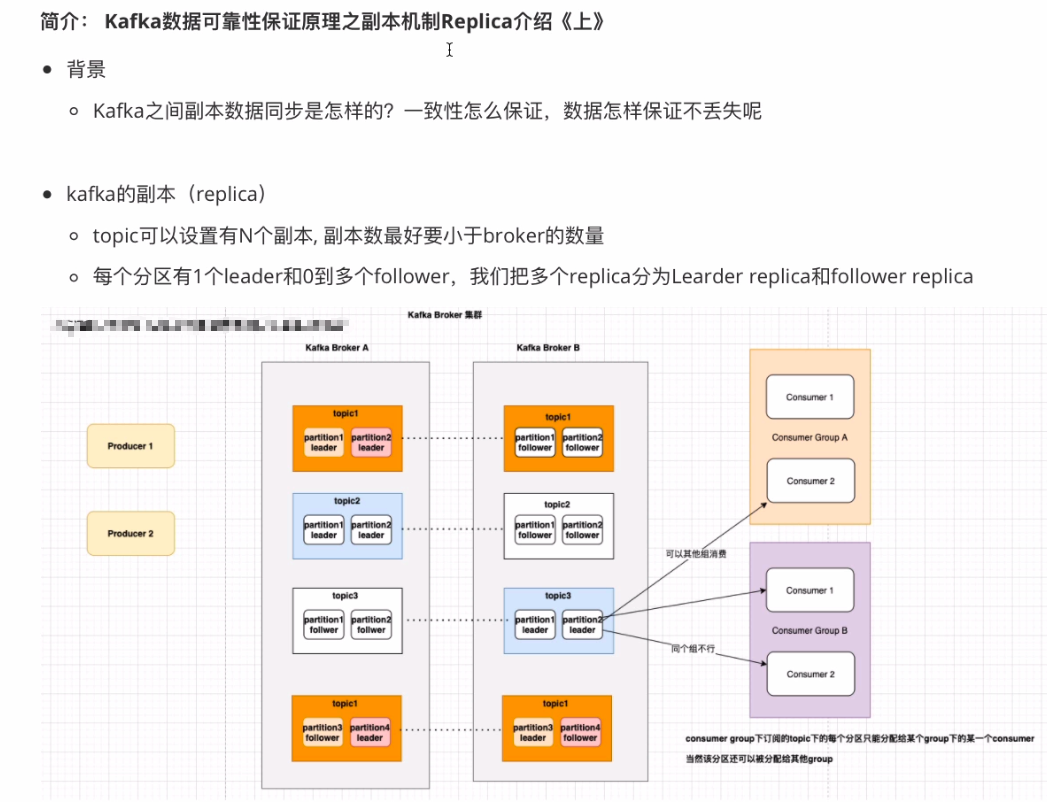 简介： Kafka数据可靠性保证原理之副本机制Replica介绍《上》
背景
Kafka之间副本数据同步是怎样的？一致性怎么保证，数据怎样保证不丢失呢
kafka的副本（replica）
topic可以设置有N个副本, 副本数最好要小于broker的数量
每个分区有1个leader和0到多个follower，我们把多个replica分为Learder replica和follower replica
Kafka Broker 集群
Kafka Broker A
Kafka Broker B
Producer 1
Producer 2
topic1
partition1 partition2
leader leader
topic1
partition1 partition2
follower follower
topic2
partition1 partition2
leader leader
topic2
partition1 partition2
follower follower
topic3
partition1 partition2
follwer follwer
topic3
partition1 partition2
leader leader
topic1
partition3 partition4
follower leader
topic1
partition3 partition4
leader follower
Consumer 1
Consumer Group A
Consumer 2
可以其他组消费
Consumer 1
Consumer Group B
同个组不行
Consumer 2
consumer group下订阅的topic下的每个分区只能分配给某个group下的某一个consumer
当然该分区还可以被分配给其他group